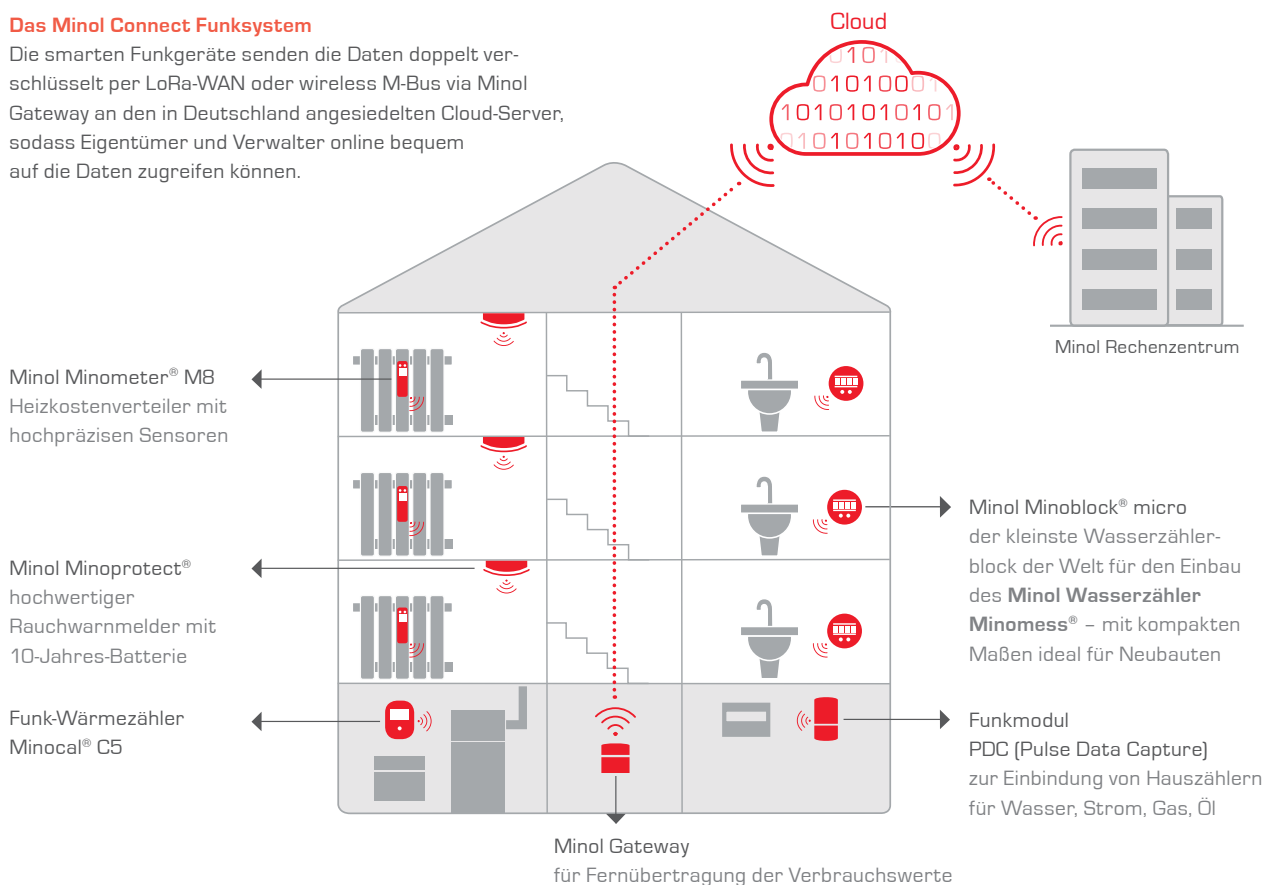 Das Minol Connect Funksystem
Die smarten Funkgeräte senden die Daten doppelt ver-
schlüsselt per LoRa-WAN oder wireless M-Bus via Minol
Gateway an den in Deutschland angesiedelten Cloud-Server,
sodass Eigentümer und Verwalter online bequem
auf die Daten zugreifen können.
Cloud
0101
0101000
10101010101
0101010100
Minol Rechenzentrum
Minol Minometer® M8
Heizkostenverteiler mit
hochpräzisen Sensoren
Minol Minoprotect®
hochwertiger
Rauchwarnmelder mit
10-Jahres-Batterie
Funk-Wärmezähler
Minocal® C5
Minol Minoblock® micro
der kleinste Wasserzähler-
block der Welt für den Einbau
des Minol Wasserzähler
Minomess® – mit kompakten
Maßen ideal für Neubauten
Funkmodul
PDC (Pulse Data Capture)
zur Einbindung von Hauszählern
für Wasser, Strom, Gas, Öl
Minol Gateway
für Fernübertragung der Verbrauchswerte